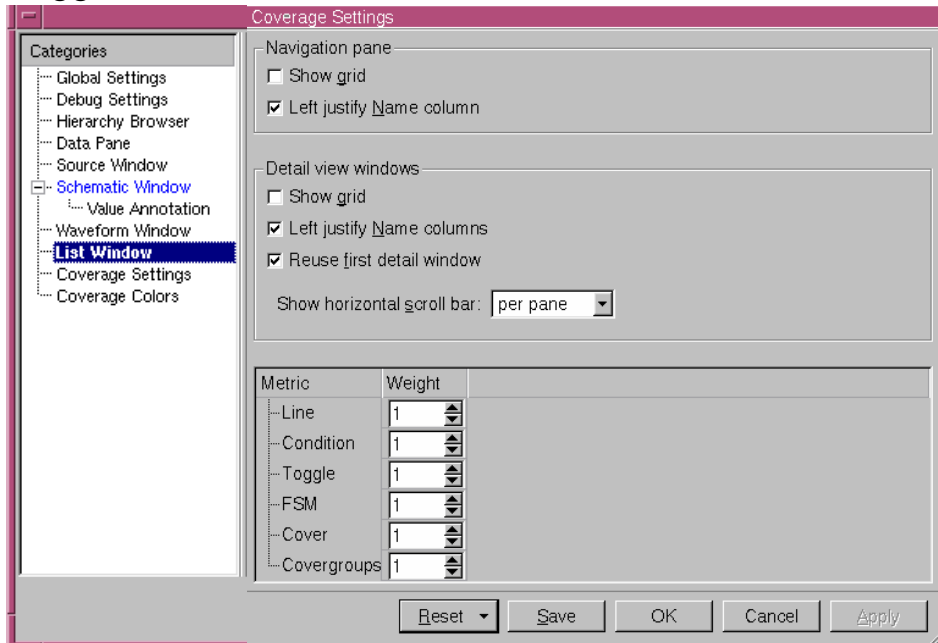 Coverage Settings
Categories
Global Settings
Debug Settings
Hierarchy Browser
Data Pane
Source Window
Schematic Window
Value Annotation
Waveform Window
List Window
Coverage Settings
Coverage Colors
Navigation pane
Show grid
Left justify Name column
Detail view windows
Show grid
Left justify Name columns
Reuse first detail window
Show horizontal scroll bar: per pane
Metric Weight
Line 1
Condition 1
Toggle 1
FSM 1
Cover 1
Covergroups 1
Reset Save OK Cancel Apply